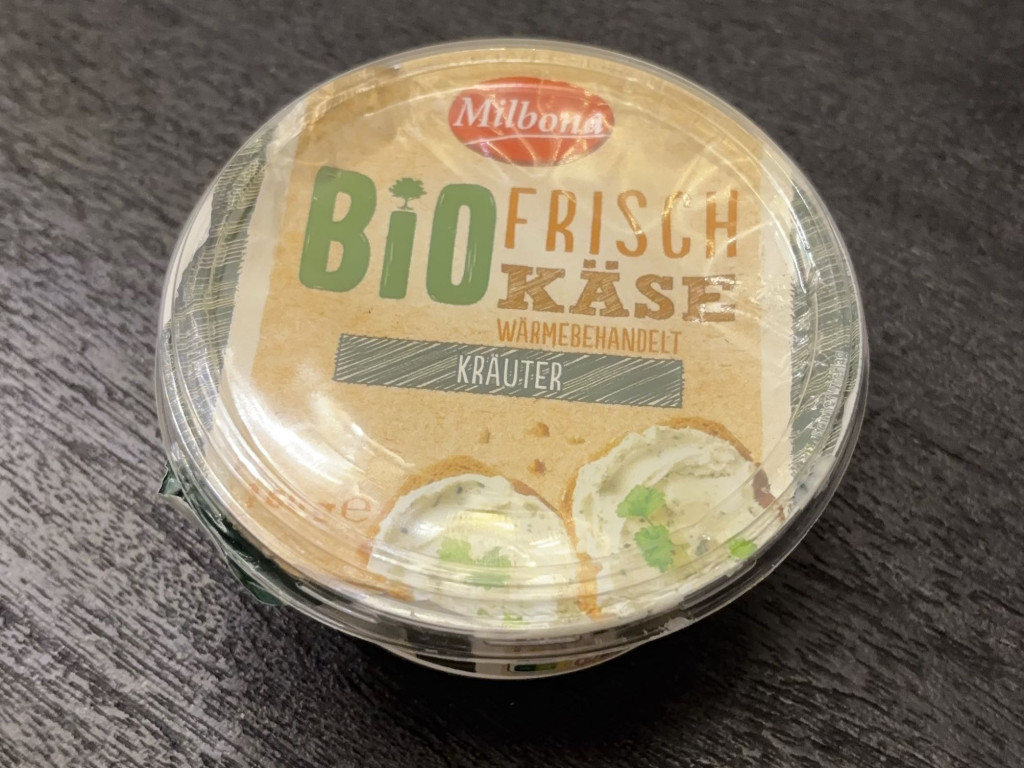 Milbona
BiO FRISCH
KÄSE
WÄRMEBEHANDELT
KRÄUTER